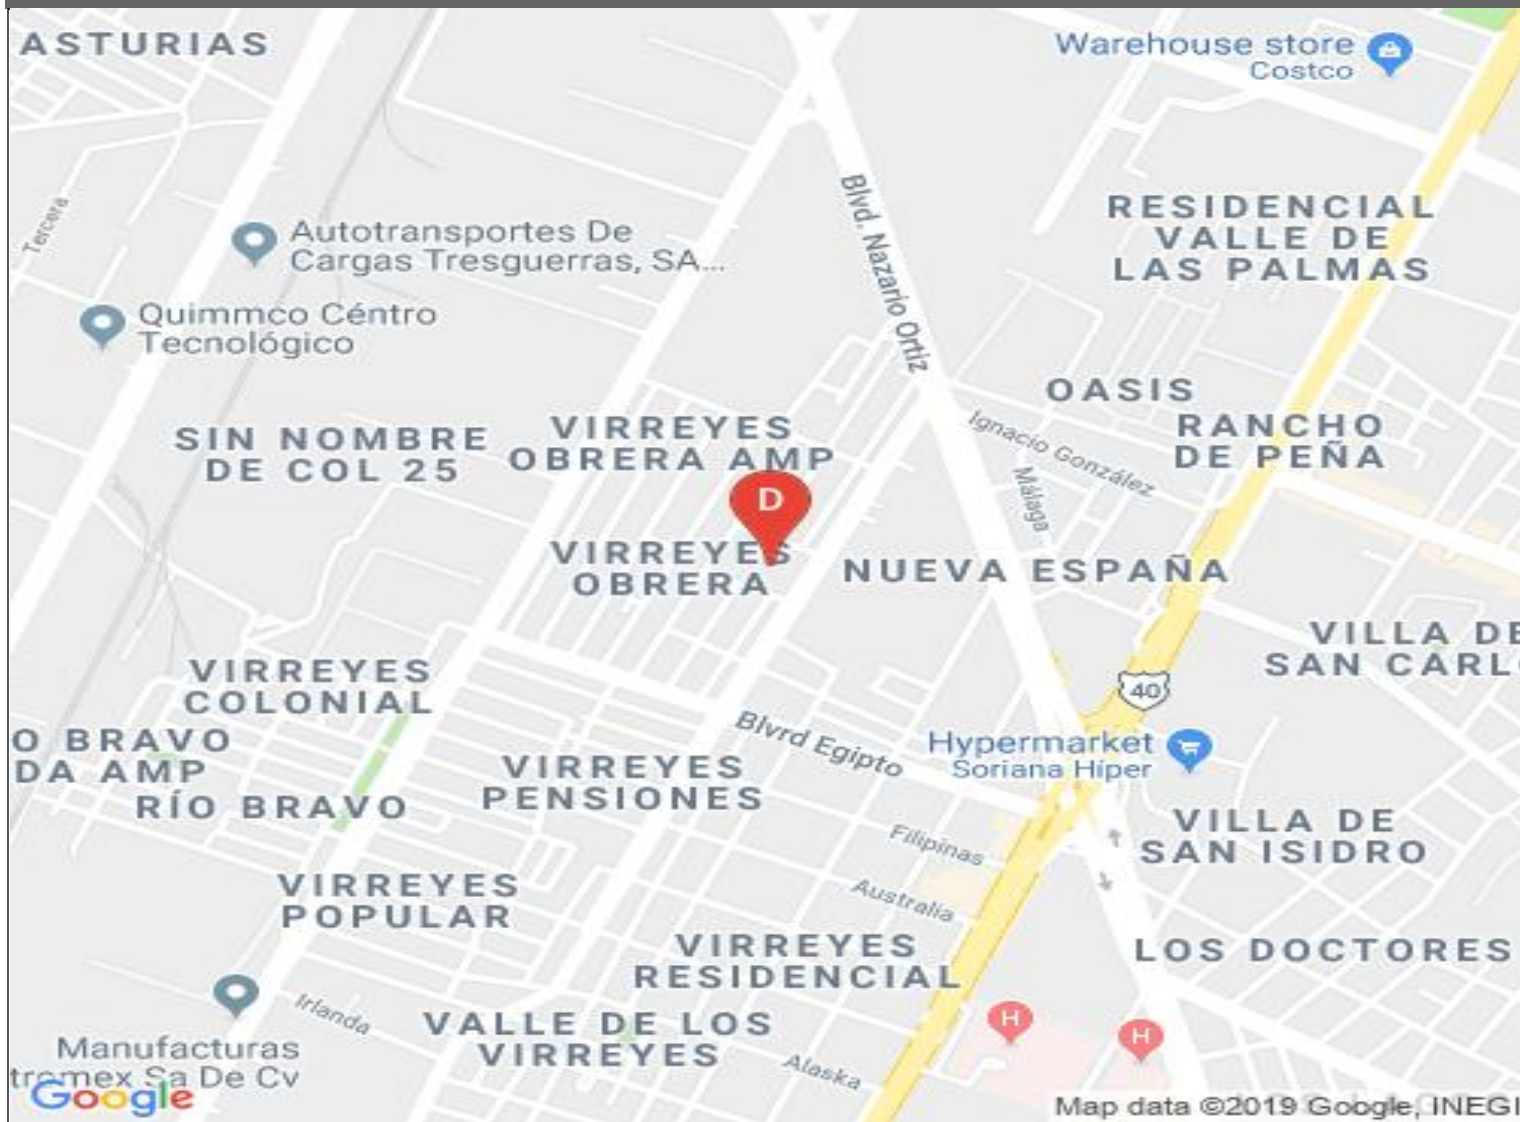 ASTURIAS
Warehouse store
Costco
Tercera
Blvd. Nazario Ortiz
RESIDENCIAL
VALLE DE
LAS PALMAS
Autotransportes De
Cargas Tresguerras, SA...
Quimmco Céntro
Tecnológico
OASIS
SIN NOMBRE
DE COL 25
VIRREYES
OBRERA AMP
Ignacio González
RANCHO
DE PEÑA
Málaga
D
VIRREYES
OBRERA
NUEVA ESPAÑA
VILLA DE
SAN CARLO
VIRREYES
COLONIAL
40
O BRAVO
DA AMP
Blvrd Egipto
Hypermarket
Soriana Híper
VIRREYES
PENSIONES
RÍO BRAVO
Filipinas
VILLA DE
SAN ISIDRO
VIRREYES
POPULAR
Australia
VIRREYES
RESIDENCIAL
LOS DOCTORES
Irlanda
VALLE DE LOS
VIRREYES
H
H
Manufacturas
tromex Sa De Cv
Alaska
Google
Map data ©2019 Google, INEGI